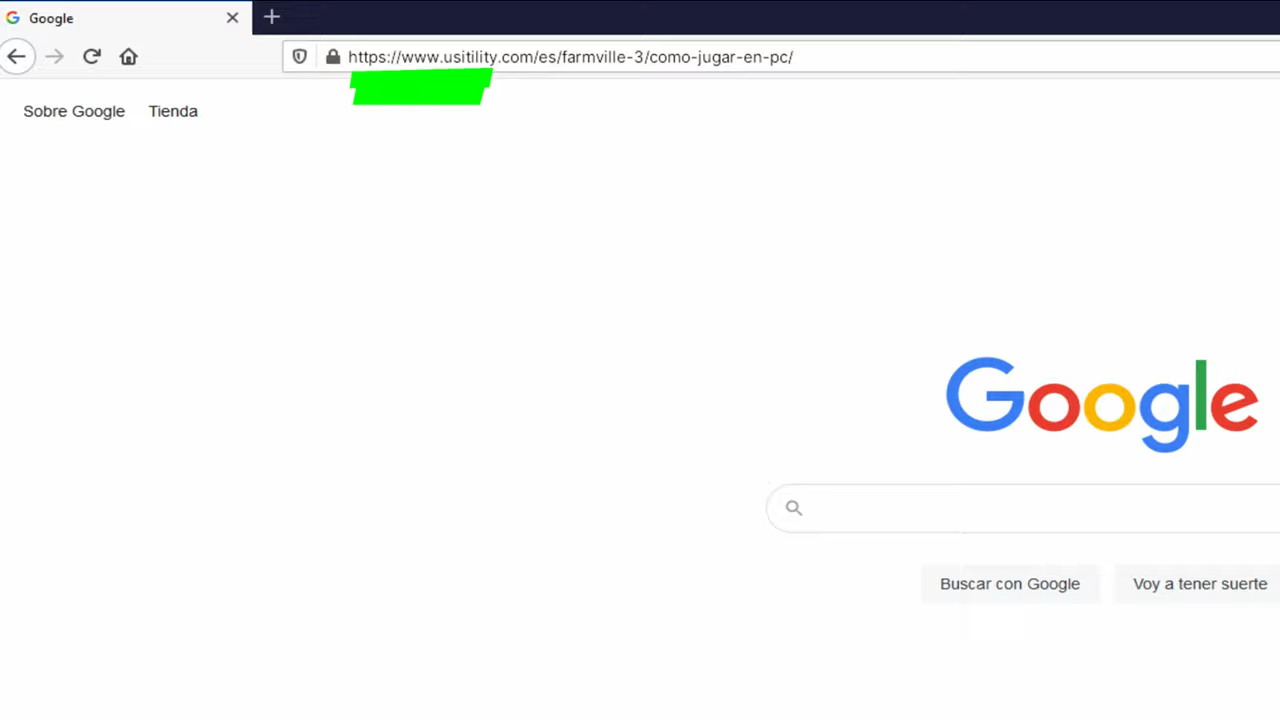 Google
https://www.usitility.com/es/farmville-3/como-jugar-en-pc/
Sobre Google Tienda
Google
Buscar con Google Voy a tener suerte